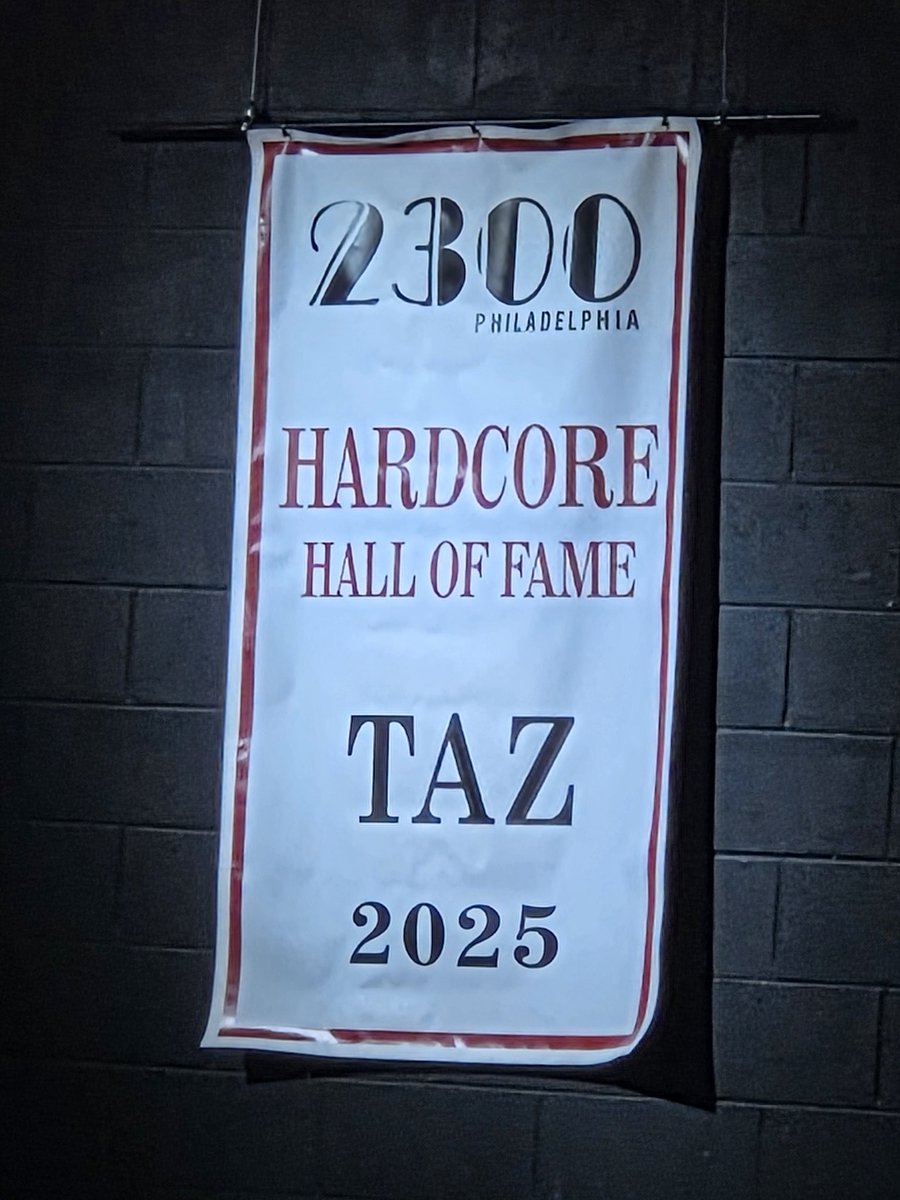 2300
PHILADELPHIA
HARDCORE
HALL OF FAME
TAZ
2025